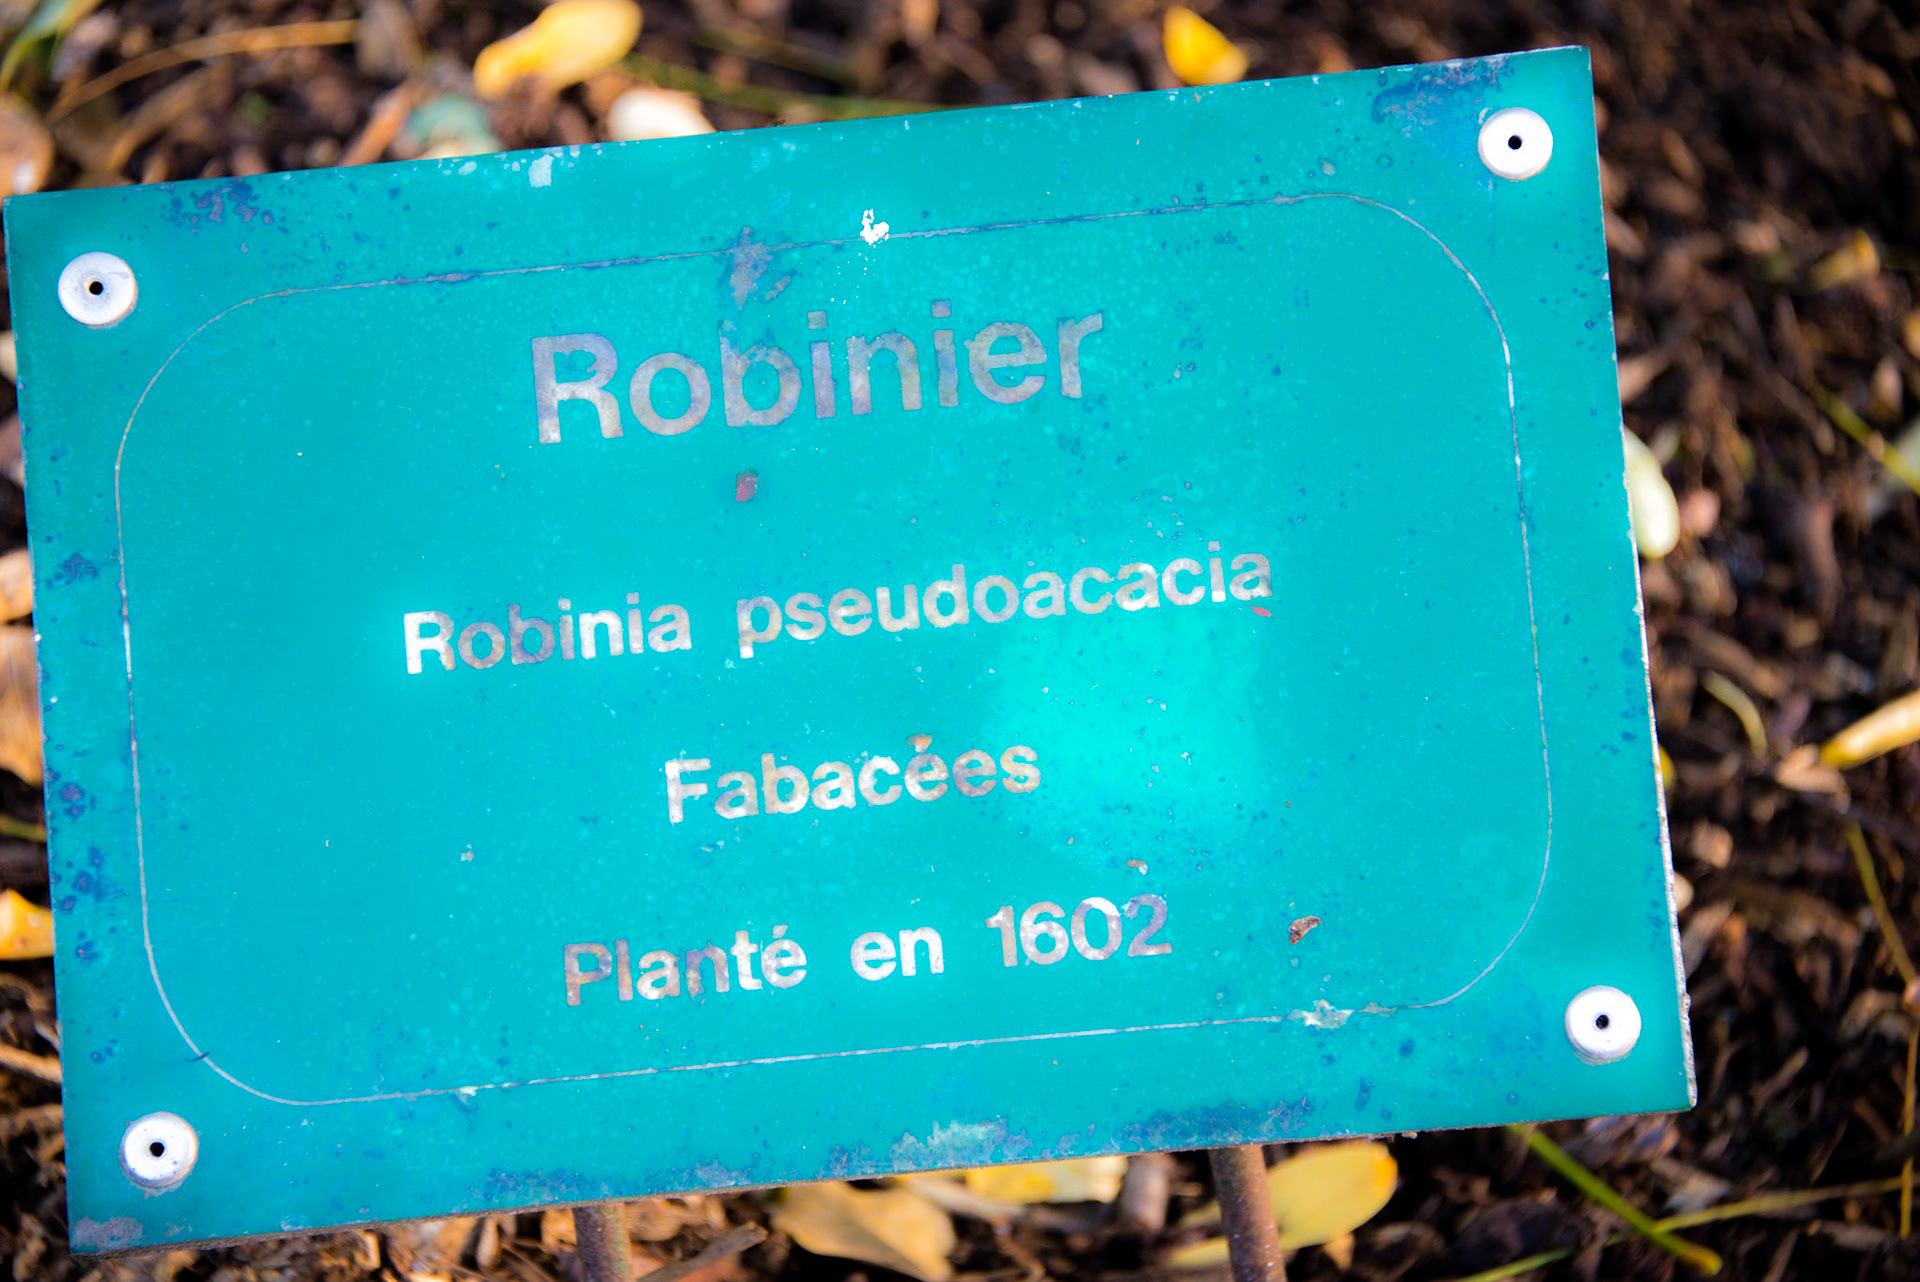 Robinier
Robinia pseudoacacia
Fabacées
Planté en 1602